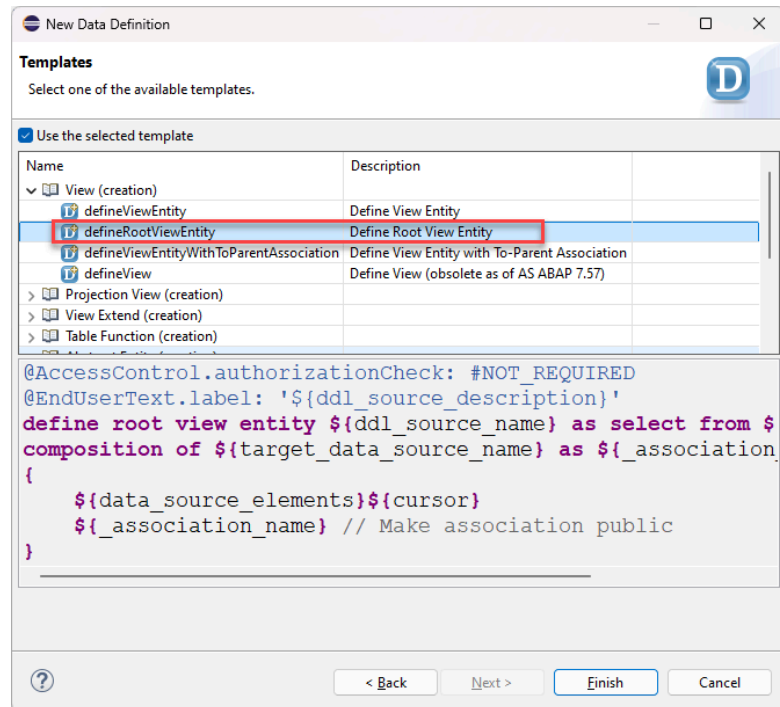 New Data Definition
Templates
Select one of the available templates.
D
Use the selected template
Name Description
View (creation)
defineViewEntity Define View Entity
defineRootViewEntity Define Root View Entity
defineViewEntityWithToParentAssociation Define View Entity with To-Parent Association
defineView Define View (obsolete as of AS ABAP 7.57)
Projection View (creation)
View Extend (creation)
Table Function (creation)
@AccessControl.authorizationCheck: #NOT_REQUIRED
@EndUserText.label: '${ddl_source_description}'
define root view entity ${ddl_source_name} as select from $
composition of ${target_data_source_name} as ${_association_
{
${data_source_elements}${cursor}
${_association_name} // Make association public
}
? < Back Next > Finish Cancel